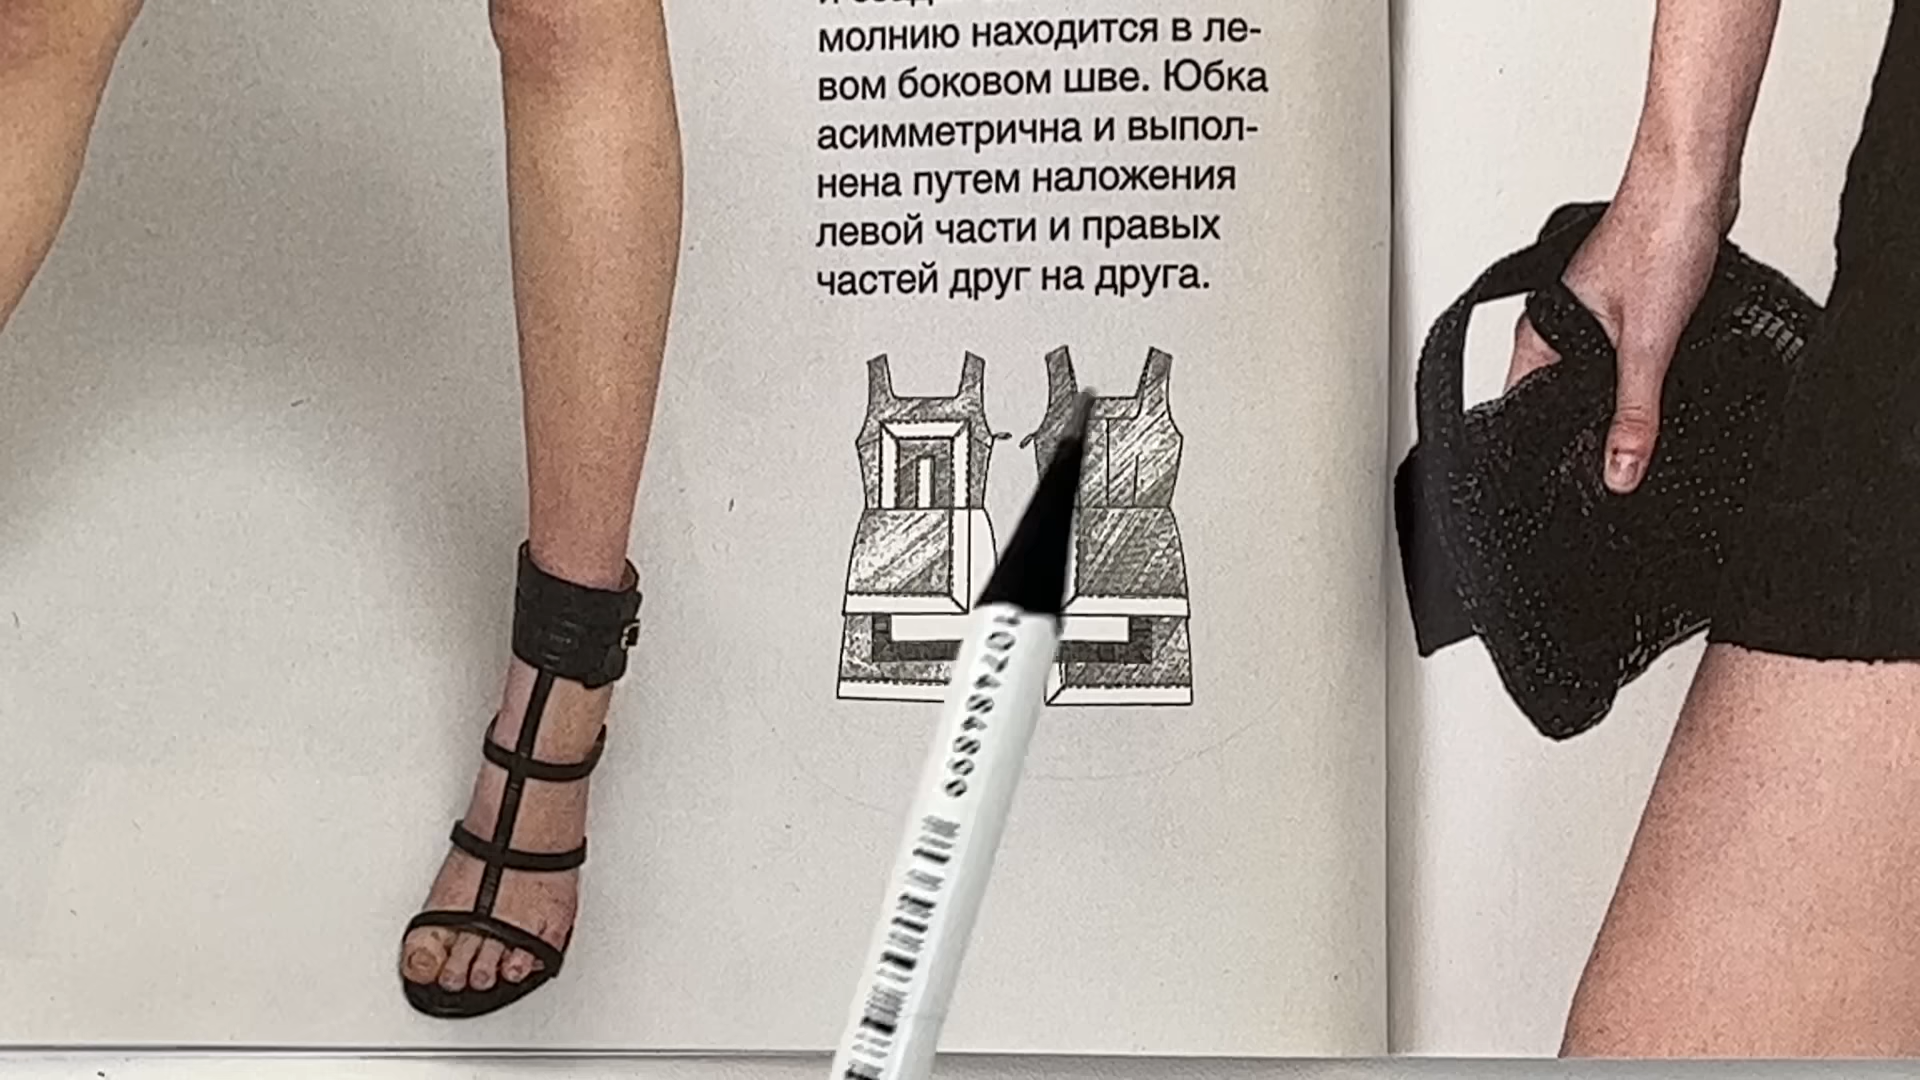 молнию находится в ле-
вом боковом шве. Юбка
асимметрична и выпол-
нена путем наложения
левой части и правых
частей друг на друга.